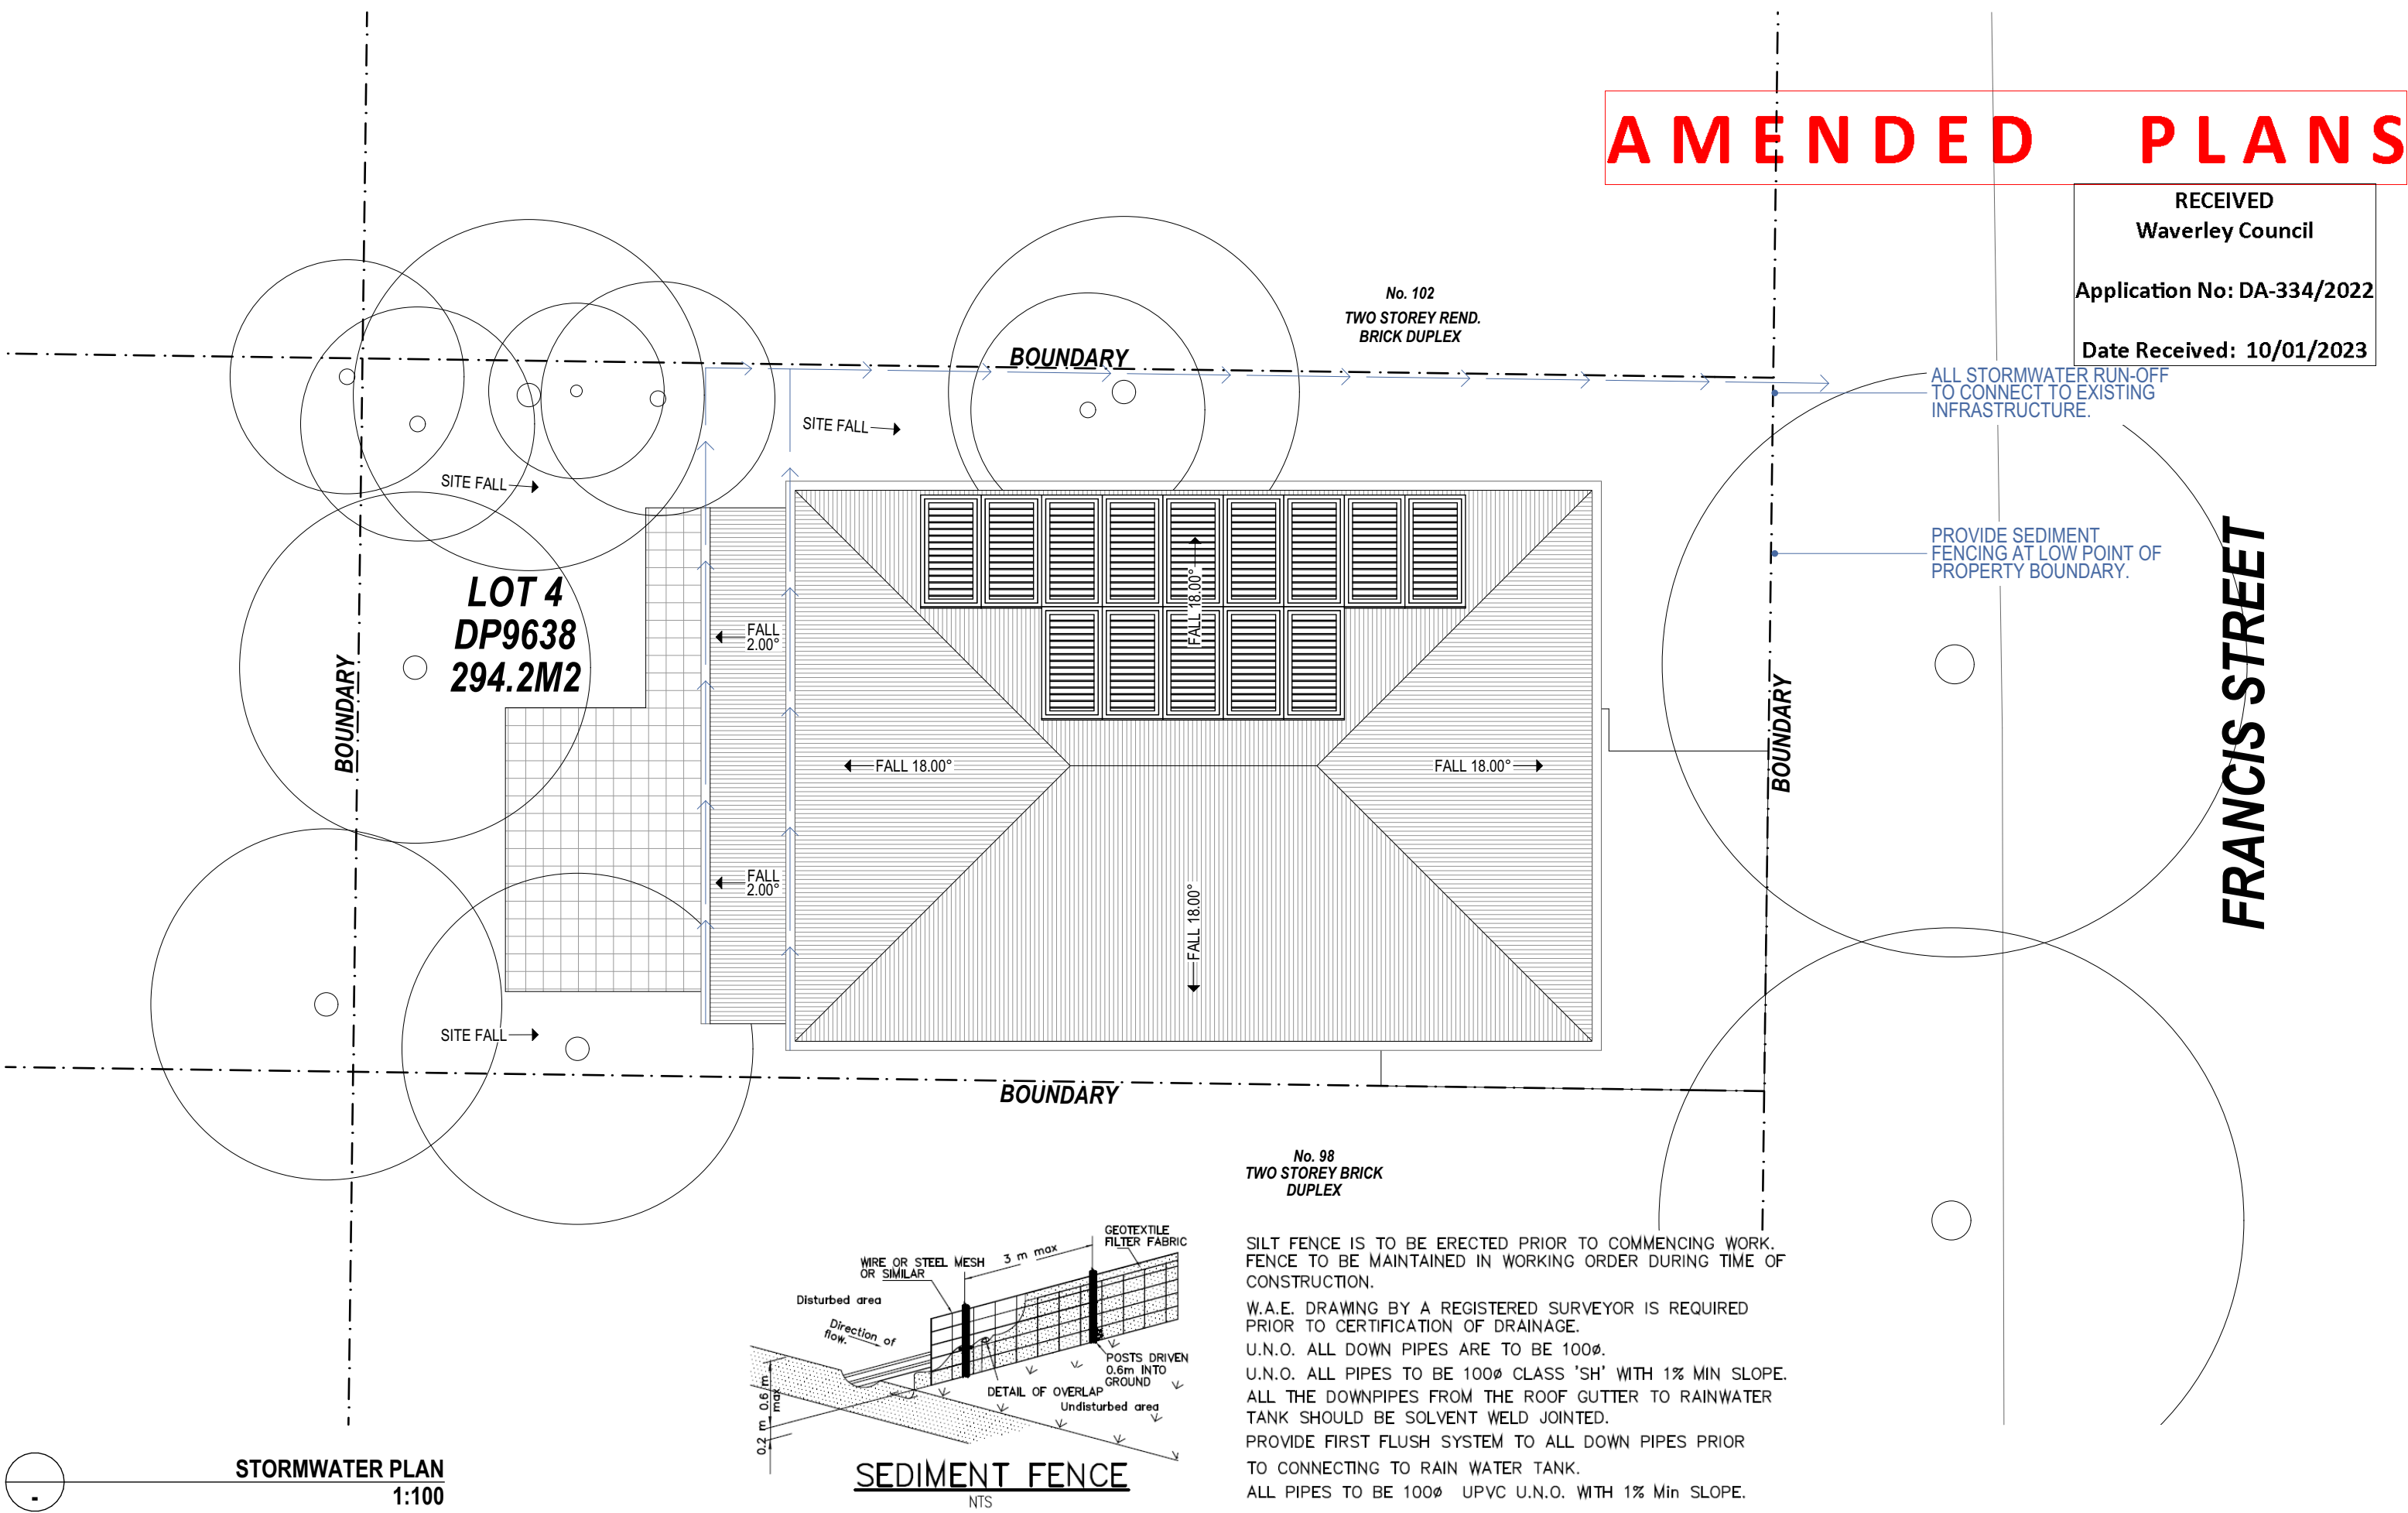 AMENDED PLANS
RECEIVED
Waverley Council
Application No: DA-334/2022
Date Received: 10/01/2023
No. 102
TWO STOREY REND.
BRICK DUPLEX
BOUNDARY
ALL STORMWATER RUN-OFF
TO CONNECT TO EXISTING
INFRASTRUCTURE.
SITE FALL
SITE FALL
PROVIDE SEDIMENT
FENCING AT LOW POINT OF
PROPERTY BOUNDARY.
LOT 4
DP9638
294.2M2
FALL
2.00°
FALL 18.00°
BOUNDARY
BOUNDARY
FRANCIS STREET
FALL 18.00°
FALL 18.00°
FALL
2.00°
FALL 18.00°
SITE FALL
BOUNDARY
No. 98
TWO STOREY BRICK
DUPLEX
GEOTEXTILE
FILTER FABRIC
3 m max
WIRE OR STEEL MESH
OR SIMILAR
Disturbed area
Direction of
flow.
POSTS DRIVEN
0.6m INTO
GROUND
DETAIL OF OVERLAP
Undisturbed area
0.6 m
max
0.2 m
SEDIMENT FENCE
NTS
SILT FENCE IS TO BE ERECTED PRIOR TO COMMENCING WORK.
FENCE TO BE MAINTAINED IN WORKING ORDER DURING TIME OF
CONSTRUCTION.
W.A.E. DRAWING BY A REGISTERED SURVEYOR IS REQUIRED
PRIOR TO CERTIFICATION OF DRAINAGE.
U.N.O. ALL DOWN PIPES ARE TO BE 100ø.
U.N.O. ALL PIPES TO BE 100ø CLASS 'SH' WITH 1% MIN SLOPE.
ALL THE DOWNPIPES FROM THE ROOF GUTTER TO RAINWATER
TANK SHOULD BE SOLVENT WELD JOINTED.
PROVIDE FIRST FLUSH SYSTEM TO ALL DOWN PIPES PRIOR
TO CONNECTING TO RAIN WATER TANK.
ALL PIPES TO BE 100ø UPVC U.N.O. WITH 1% Min SLOPE.
STORMWATER PLAN
1:100
-